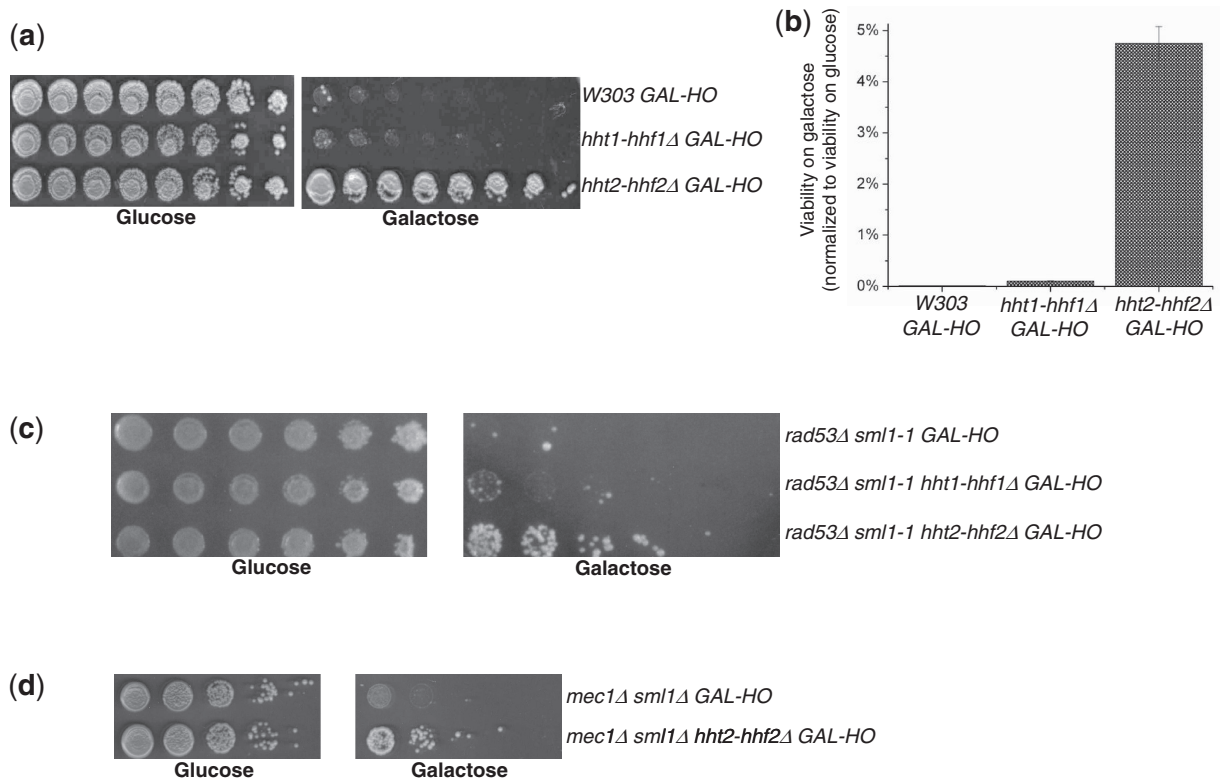 (a)
W303 GAL-HO
hht1-hhf1Δ GAL-HO
hht2-hhf2Δ GAL-HO
Glucose
Galactose
(b)
Viability on galactose
(normalized to viability on glucose)
5%
4%
3%
2%
1%
0%
W303
GAL-HO
hht1-hhf1Δ
GAL-HO
hht2-hhf2Δ
GAL-HO
(c)
rad53Δ sml1-1 GAL-HO
rad53Δ sml1-1 hht1-hhf1Δ GAL-HO
rad53Δ sml1-1 hht2-hhf2Δ GAL-HO
Glucose
Galactose
(d)
mec1Δ sml1Δ GAL-HO
mec1Δ sml1Δ hht2-hhf2Δ GAL-HO
Glucose
Galactose